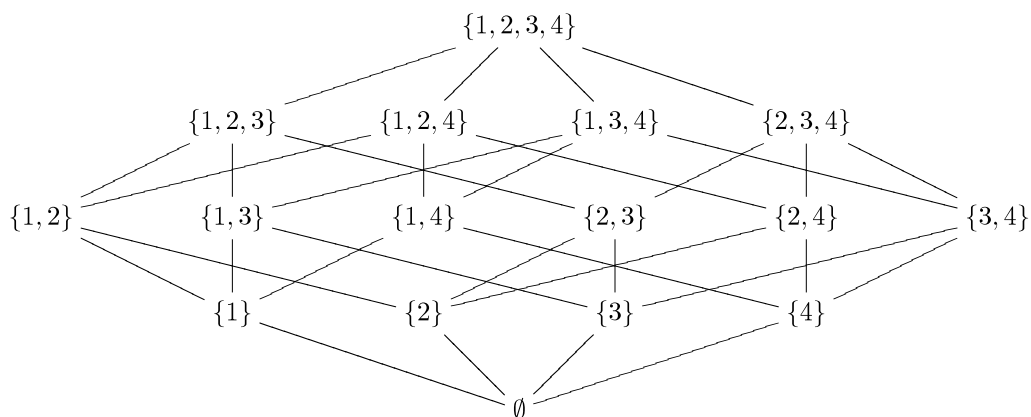 {1, 2, 3, 4}
{1, 2, 3} {1, 2, 4} {1, 3, 4} {2, 3, 4}
{1, 2} {1, 3} {1, 4} {2, 3} {2, 4} {3, 4}
{1} {2} {3} {4}
∅